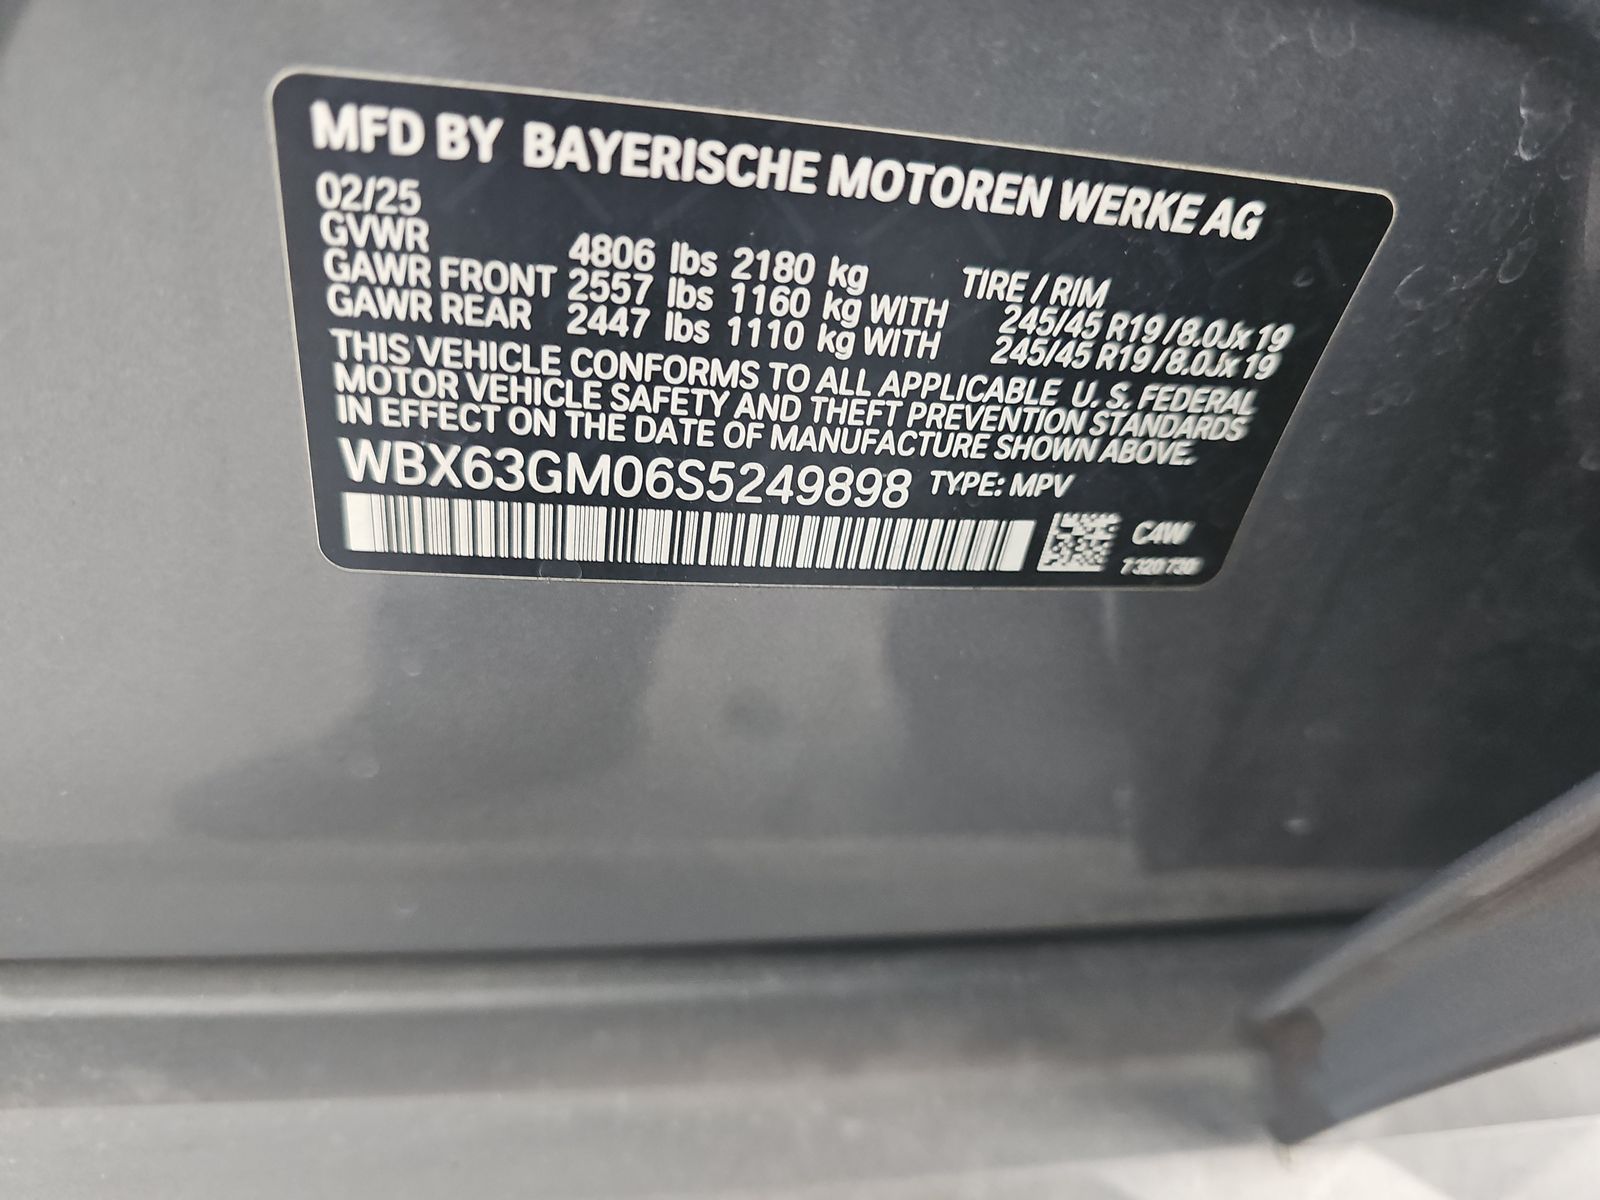 MFD BY BAYERISCHE MOTOREN WERKE AG
02/25
GVWR 4806 lbs 2180 kg TIRE / RIM
GAWR FRONT 2557 lbs 1160 kg WITH 245/45 R19 / 8.0Jx 19
GAWR REAR 2447 lbs 1110 kg WITH 245/45 R19 / 8.0Jx 19
THIS VEHICLE CONFORMS TO ALL APPLICABLE U. S. FEDERAL
MOTOR VEHICLE SAFETY AND THEFT PREVENTION STANDARDS
IN EFFECT ON THE DATE OF MANUFACTURE SHOWN ABOVE.
WBX63GM06S5249898 TYPE: MPV
C4W
7320730